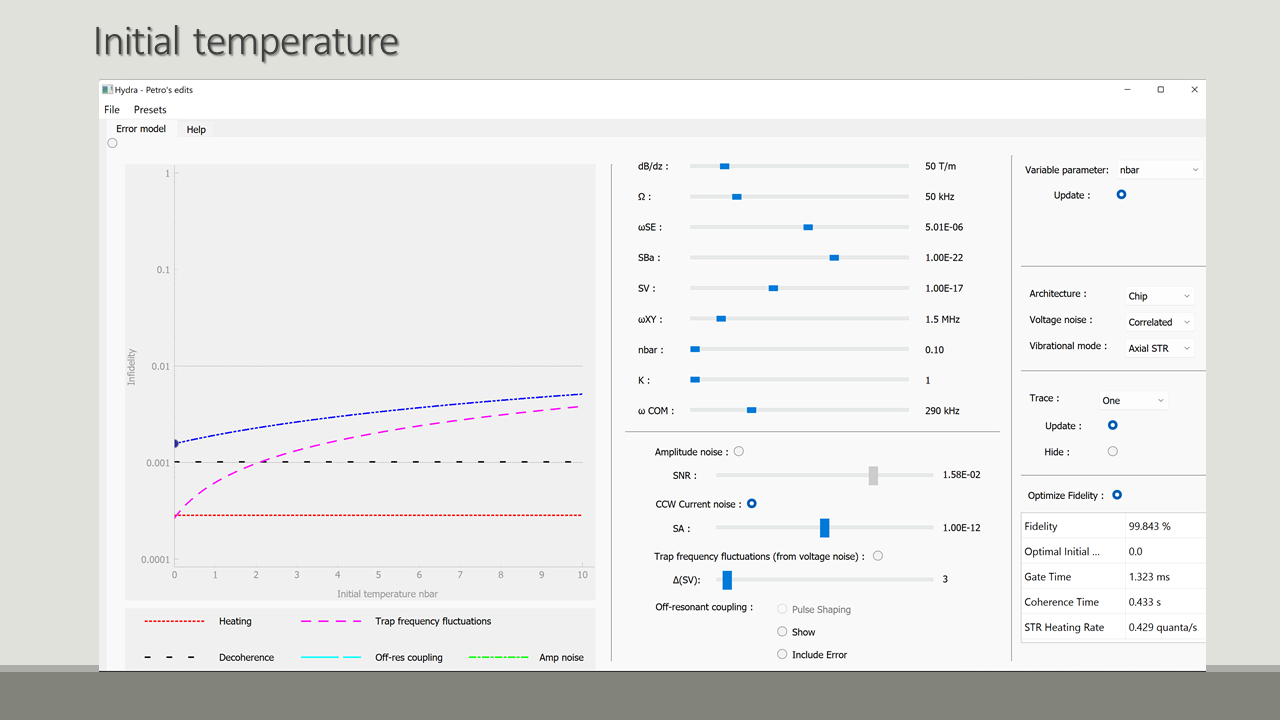 Initial temperature
Hydra - Petro's edits
File Presets
Error model Help
1
0.1
0.01
0.001
0.0001
Infidelity
0 1 2 3 4 5 6 7 8 9 10
Initial temperature nbar
Heating Trap frequency fluctuations
Decoherence Off-res coupling Amp noise
dB/dz : 50 T/m
Ω : 50 kHz
ωSE : 5.01E-06
SBa : 1.00E-22
SV : 1.00E-17
ωXY : 1.5 MHz
nbar : 0.10
K : 1
ω COM : 290 kHz
Amplitude noise :
SNR : 1.58E-02
CCW Current noise :
SA : 1.00E-12
Trap frequency fluctuations (from voltage noise) :
Δ(SV): 3
Off-resonant coupling : Pulse Shaping
Show
Include Error
Variable parameter: nbar
Update :
Architecture : Chip
Voltage noise : Correlated
Vibrational mode : Axial STR
Trace : One
Update :
Hide :
Optimize Fidelity :
Fidelity 99.843 %
Optimal Initial ... 0.0
Gate Time 1.323 ms
Coherence Time 0.433 s
STR Heating Rate 0.429 quanta/s